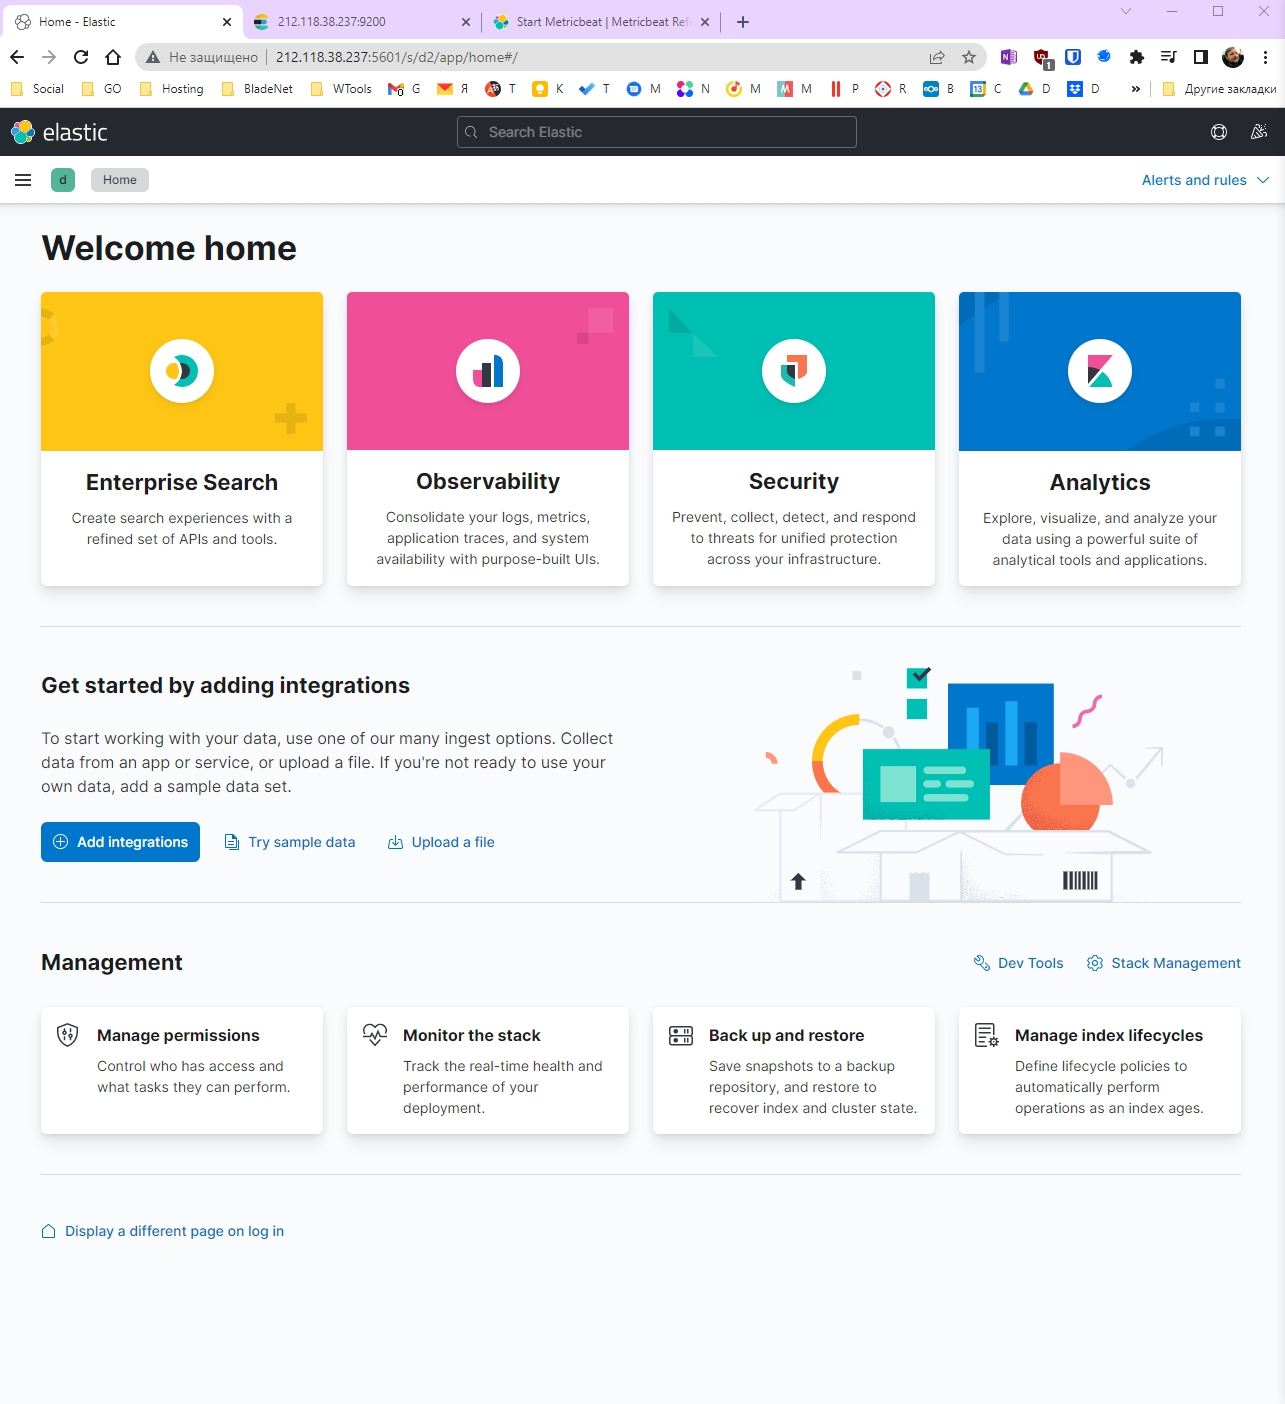 Home - Elastic
212.118.38.237:9200
Start Metricbeat | Metricbeat Ref
Не защищено
212.118.38.237:5601/s/d2/app/home#/
1
Social
GO
Hosting
BladeNet
WTools
G
Я
T
K
T
M
N
M
M
P
R
B
C
D
D
»
Другие закладки
elastic
Search Elastic
d
Home
Alerts and rules
Welcome home
Enterprise Search
Create search experiences with a
refined set of APIs and tools.
Observability
Consolidate your logs, metrics,
application traces, and system
availability with purpose-built UIs.
Security
Prevent, collect, detect, and respond
to threats for unified protection
across your infrastructure.
Analytics
Explore, visualize, and analyze your
data using a powerful suite of
analytical tools and applications.
Get started by adding integrations
To start working with your data, use one of our many ingest options. Collect
data from an app or service, or upload a file. If you're not ready to use your
own data, add a sample data set.
Add integrations
Try sample data
Upload a file
Management
Dev Tools
Stack Management
Manage permissions
Control who has access and
what tasks they can perform.
Monitor the stack
Track the real-time health and
performance of your
deployment.
Back up and restore
Save snapshots to a backup
repository, and restore to
recover index and cluster state.
Manage index lifecycles
Define lifecycle policies to
automatically perform
operations as an index ages.
Display a different page on log in